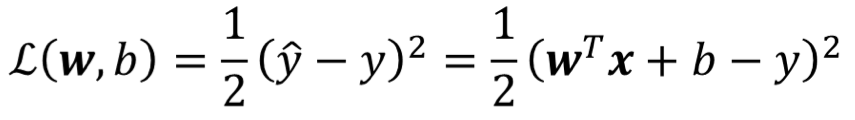 ℒ(𝒘, b) = 1/2 (ŷ − y)² = 1/2 (𝒘ᵀ𝒙 + b − y)²